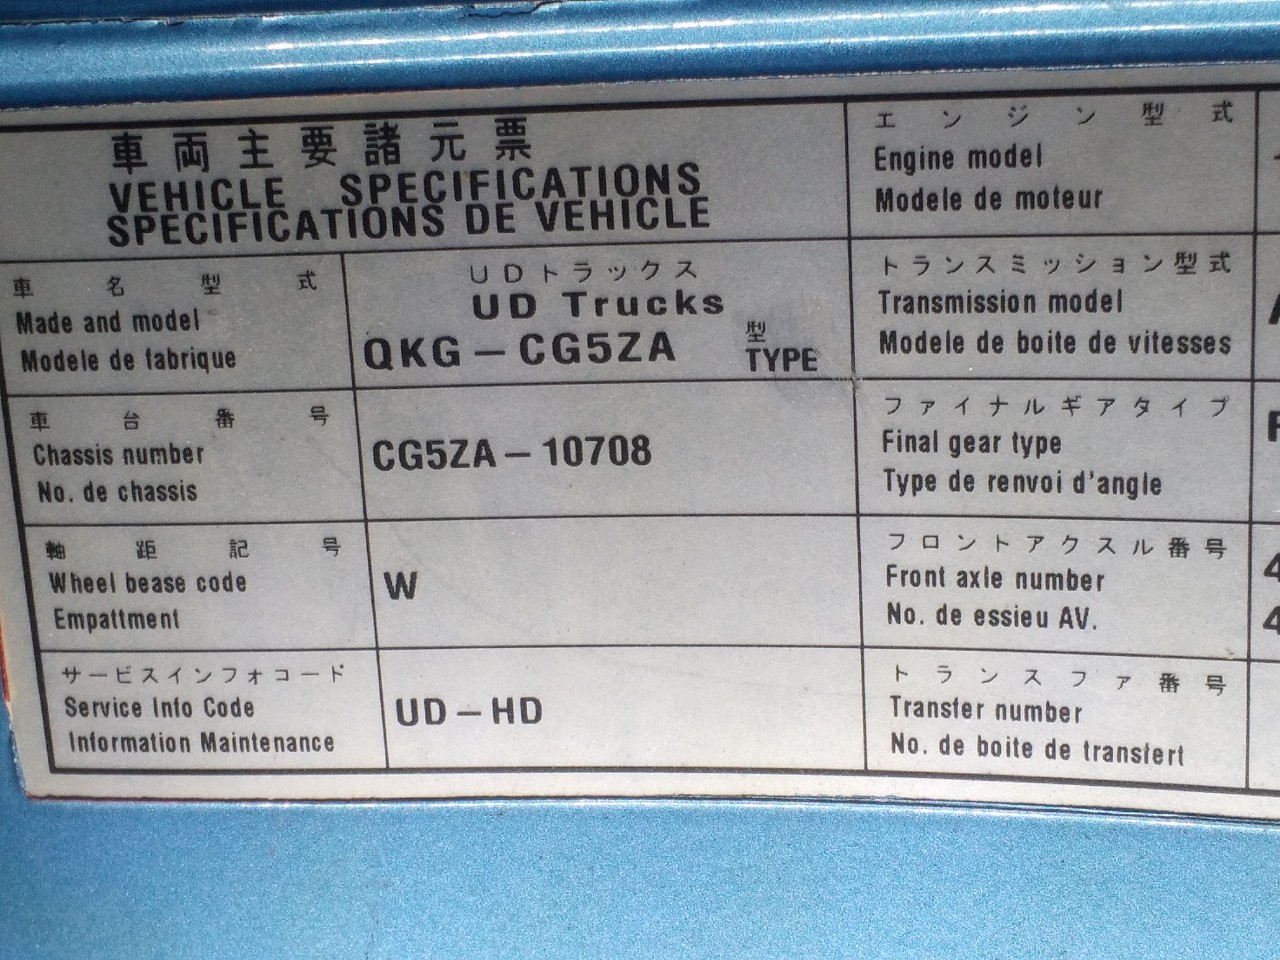 車両主要諸元票
VEHICLE SPECIFICATIONS
SPECIFICATIONS DE VEHICLE
車名型式
Made and model
Modele de fabrique
UDトラックス
UD Trucks
QKG-CG5ZA 型 TYPE
車台番号
Chassis number
No. de chassis
CG5ZA-10708
軸距記号
Wheel bease code
Empattment
W
サービスインフォコード
Service Info Code
Information Maintenance
UD-HD
エンジン型式
Engine model
Modele de moteur
トランスミッション型式
Transmission model
Modele de boite de vitesses
ファイナルギアタイプ
Final gear type
Type de renvoi d'angle
フロントアクスル番号
Front axle number
No. de essieu AV.
4
4
トランスファ番号
Transfer number
No. de boite de transfert